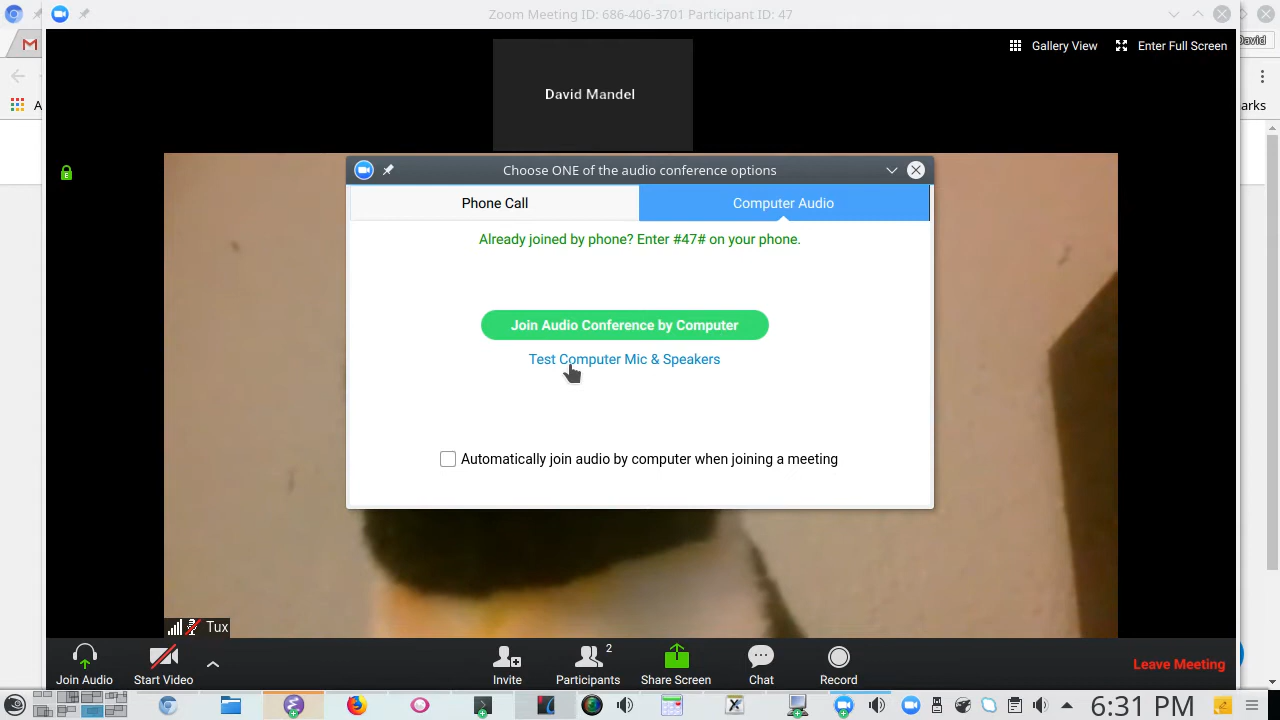 Zoom Meeting ID: 686-406-3701 Participant ID: 47
Gallery View
Enter Full Screen
David Mandel
Choose ONE of the audio conference options
Phone Call
Computer Audio
Already joined by phone? Enter #47# on your phone.
Join Audio Conference by Computer
Test Computer Mic & Speakers
Automatically join audio by computer when joining a meeting
Tux
Join Audio
Start Video
Invite
2
Participants
Share Screen
Chat
Record
Leave Meeting
David
A
arks
6:31 PM